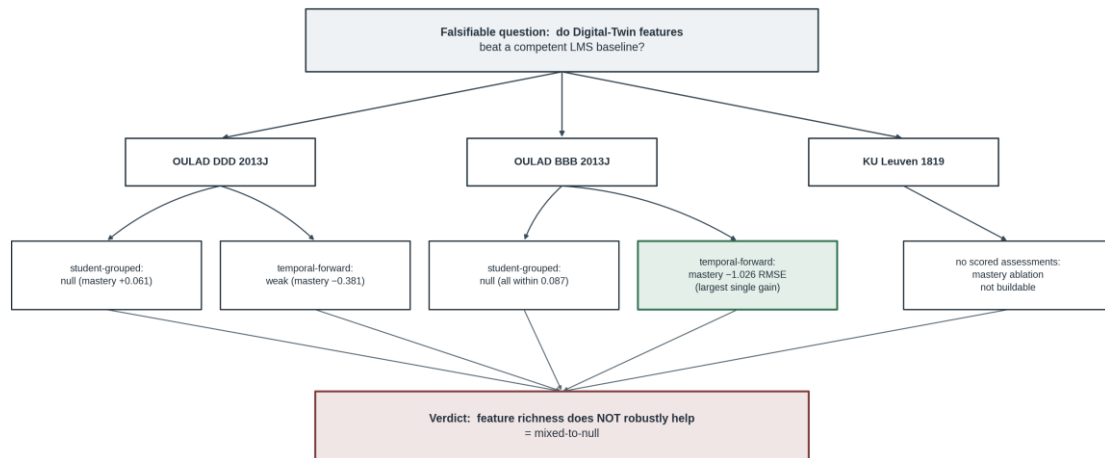 Falsifiable question: do Digital-Twin features
beat a competent LMS baseline?
OULAD DDD 2013J
OULAD BBB 2013J
KU Leuven 1819
student-grouped:
null (mastery +0.061)
temporal-forward:
weak (mastery −0.381)
student-grouped:
null (all within 0.087)
temporal-forward:
mastery −1.026 RMSE
(largest single gain)
no scored assessments:
mastery ablation
not buildable
Verdict: feature richness does NOT robustly help
= mixed-to-null